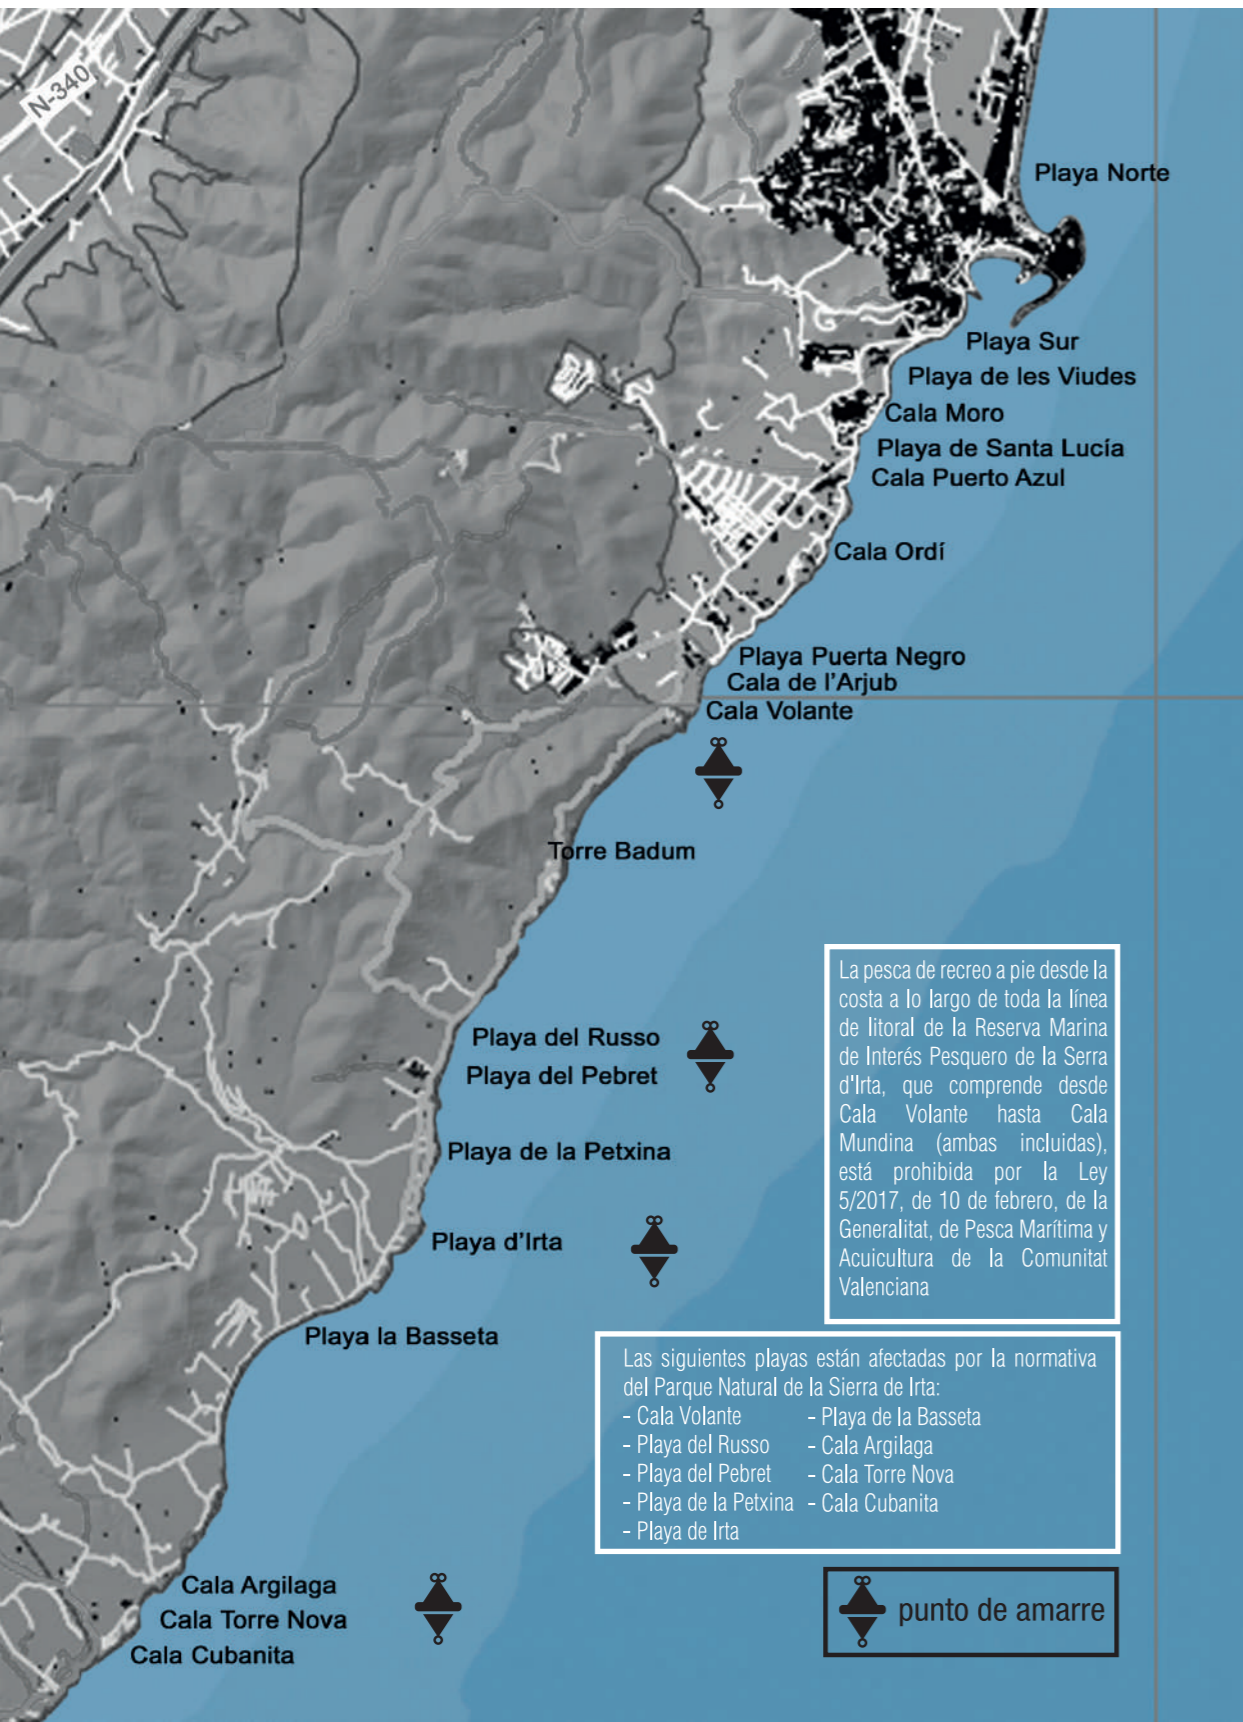 N-340
Playa Norte
Playa Sur
Playa de les Viudes
Cala Moro
Playa de Santa Lucía
Cala Puerto Azul
Cala Ordí
Playa Puerta Negro
Cala de l'Arjub
Cala Volante
Torre Badum
Playa del Russo
Playa del Pebret
Playa de la Petxina
Playa d'Irta
Playa la Basseta
La pesca de recreo a pie desde la
costa a lo largo de toda la línea
de litoral de la Reserva Marina
de Interés Pesquero de la Serra
d'Irta, que comprende desde
Cala Volante hasta Cala
Mundina (ambas incluidas),
está prohibida por la Ley
5/2017, de 10 de febrero, de la
Generalitat, de Pesca Marítima y
Acuicultura de la Comunitat
Valenciana
Las siguientes playas están afectadas por la normativa
del Parque Natural de la Sierra de Irta:
- Cala Volante
- Playa del Russo
- Playa del Pebret
- Playa de la Petxina
- Playa de Irta
- Playa de la Basseta
- Cala Argilaga
- Cala Torre Nova
- Cala Cubanita
Cala Argilaga
Cala Torre Nova
Cala Cubanita
punto de amarre